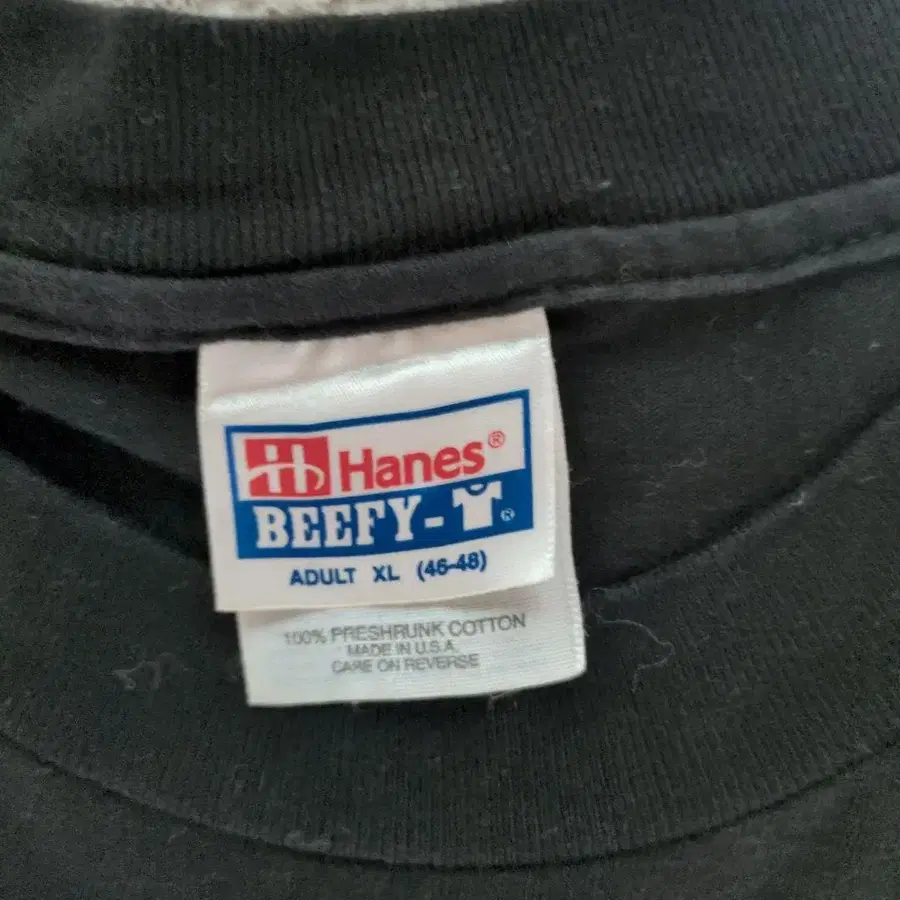 Hanes®
BEEFY-T®
ADULT XL (46-48)
100% PRESHRUNK COTTON
MADE IN U.S.A.
CARE ON REVERSE